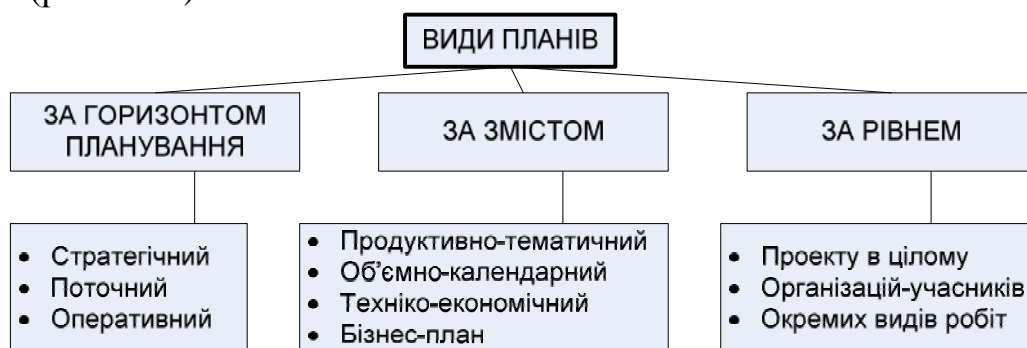 ВИДИ ПЛАНІВ
ЗА ГОРИЗОНТОМ
ПЛАНУВАННЯ
ЗА ЗМІСТОМ
ЗА РІВНЕМ
• Стратегічний
• Поточний
• Оперативний
• Продуктивно-тематичний
• Об’ємно-календарний
• Техніко-економічний
• Бізнес-план
• Проекту в цілому
• Організацій-учасників
• Окремих видів робіт